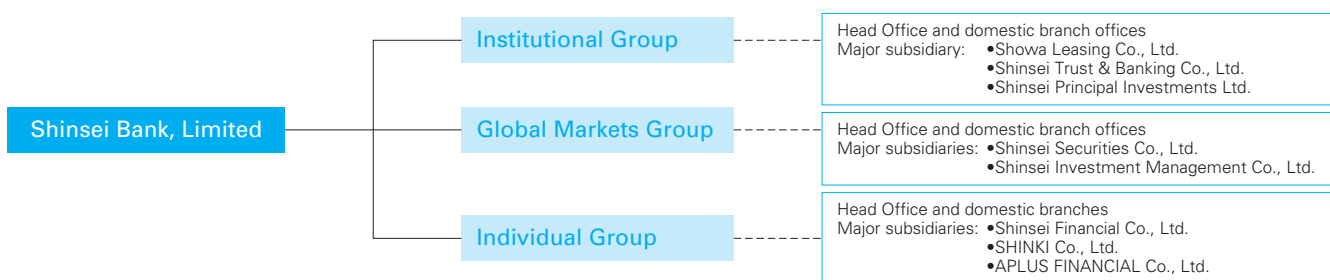 Shinsei Bank, Limited
Institutional Group
Head Office and domestic branch offices
Major subsidiary: •Showa Leasing Co., Ltd.
•Shinsei Trust & Banking Co., Ltd.
•Shinsei Principal Investments Ltd.
Global Markets Group
Head Office and domestic branch offices
Major subsidiaries: •Shinsei Securities Co., Ltd.
•Shinsei Investment Management Co., Ltd.
Individual Group
Head Office and domestic branches
Major subsidiaries: •Shinsei Financial Co., Ltd.
•SHINKI Co., Ltd.
•APLUS FINANCIAL Co., Ltd.